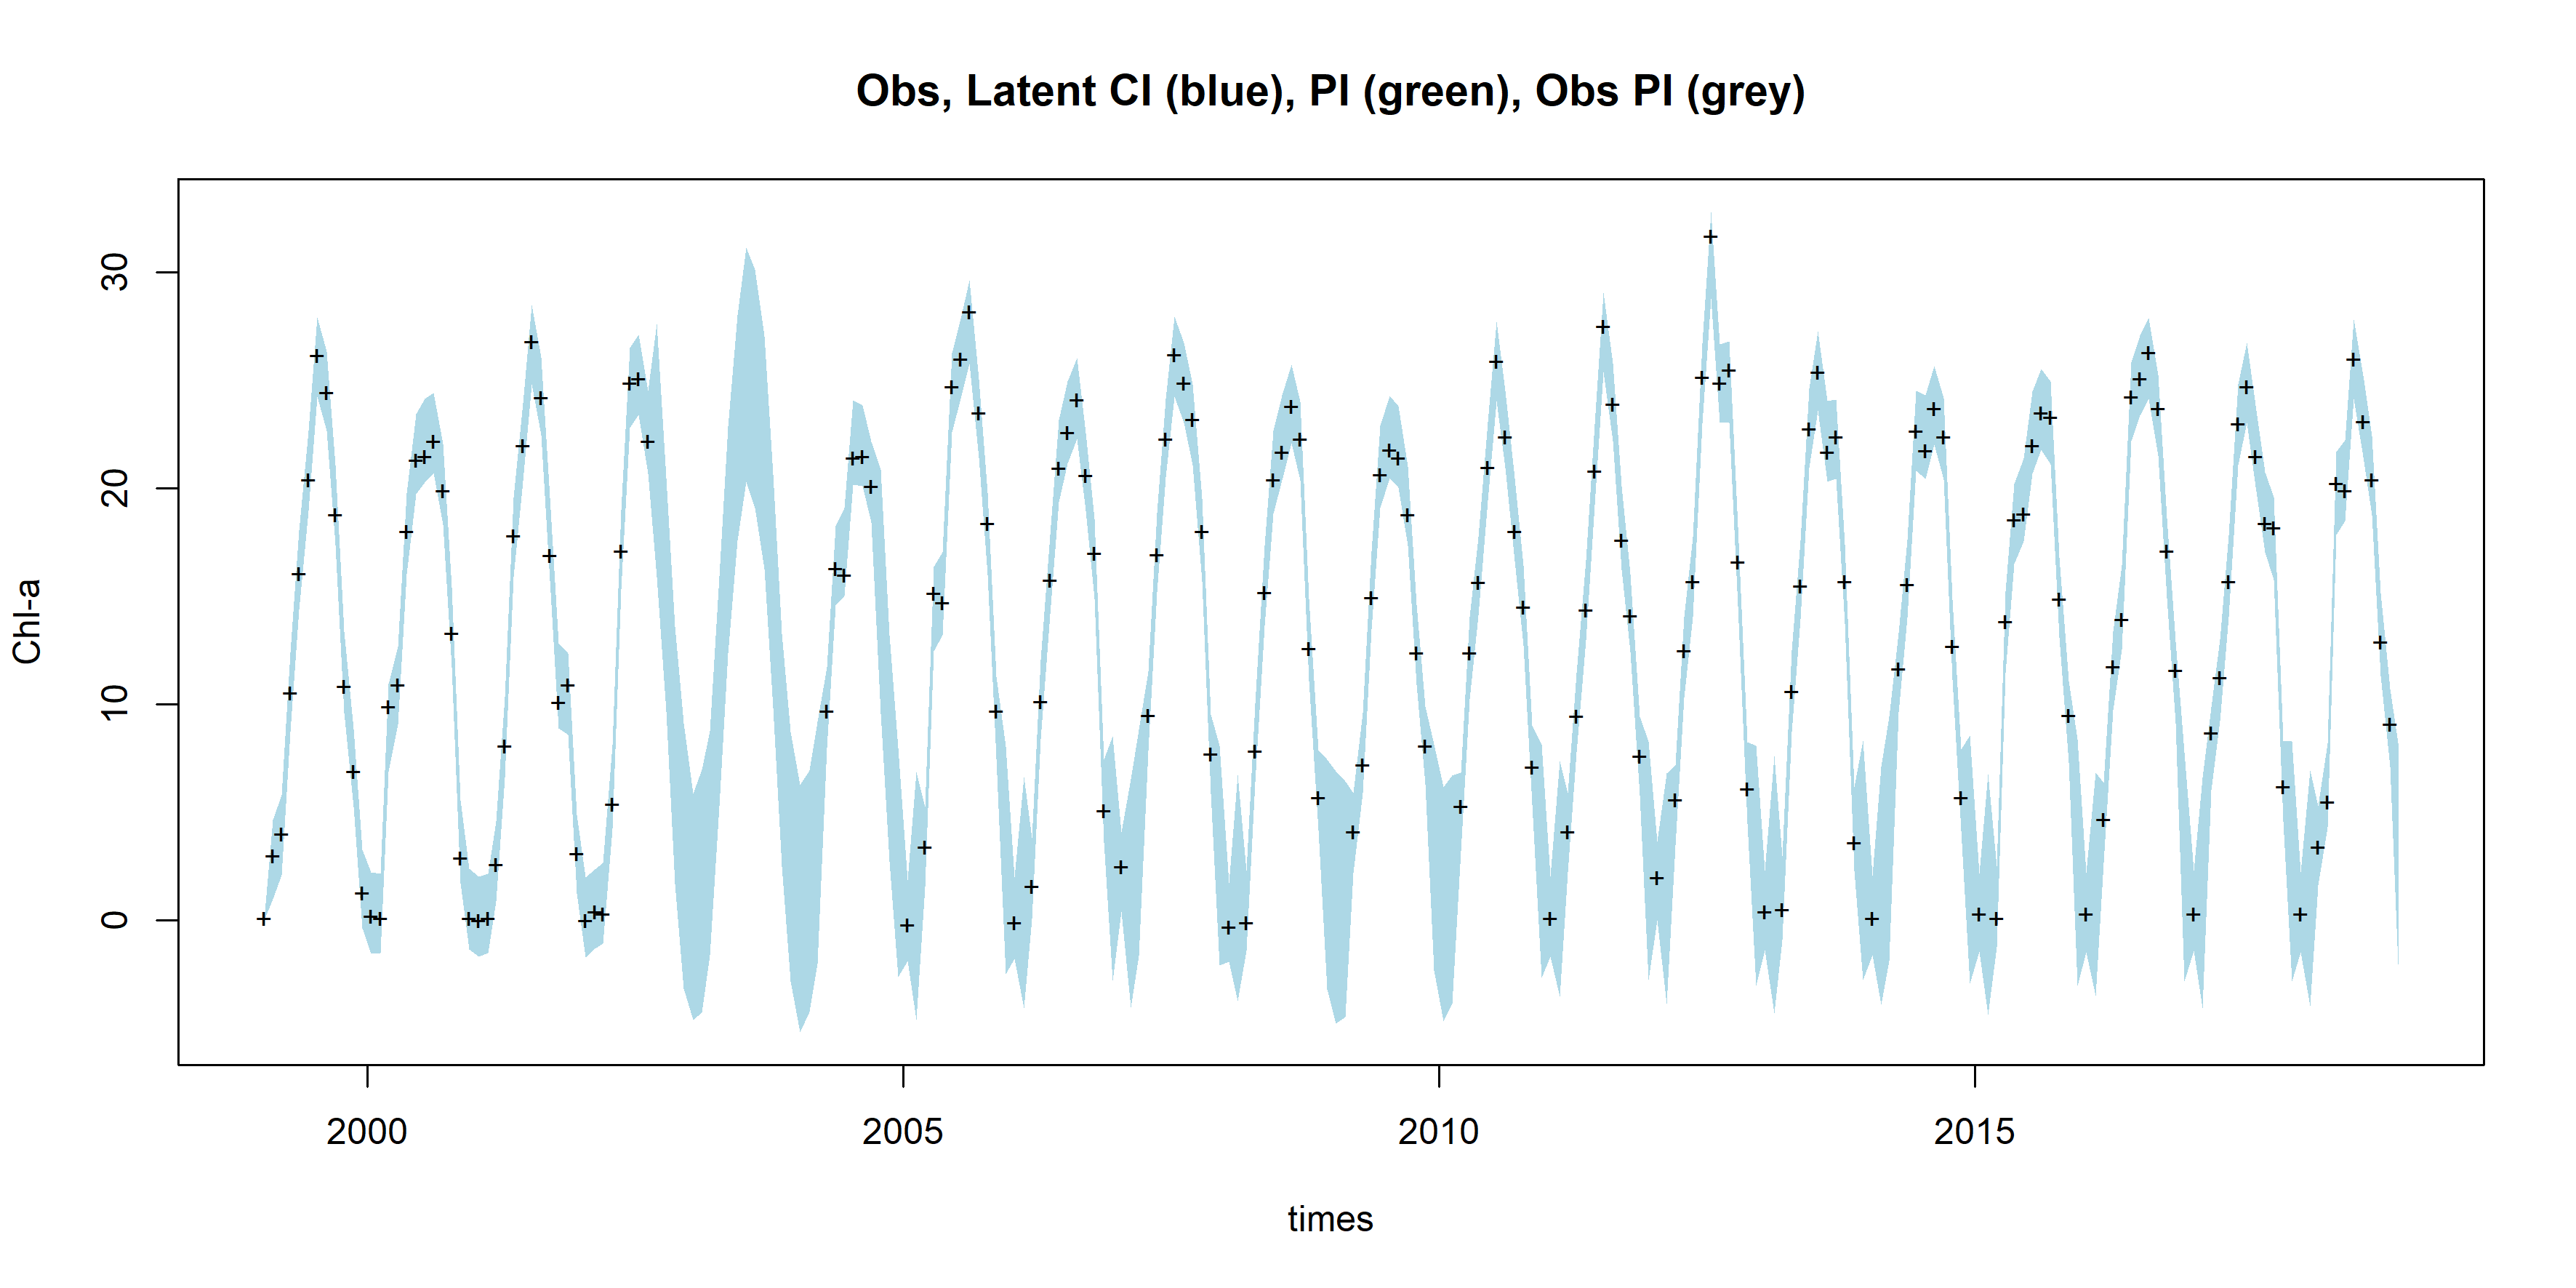 Obs, Latent CI (blue), PI (green), Obs PI (grey)
Chl-a
30
20
10
0
2000 2005 2010 2015
times